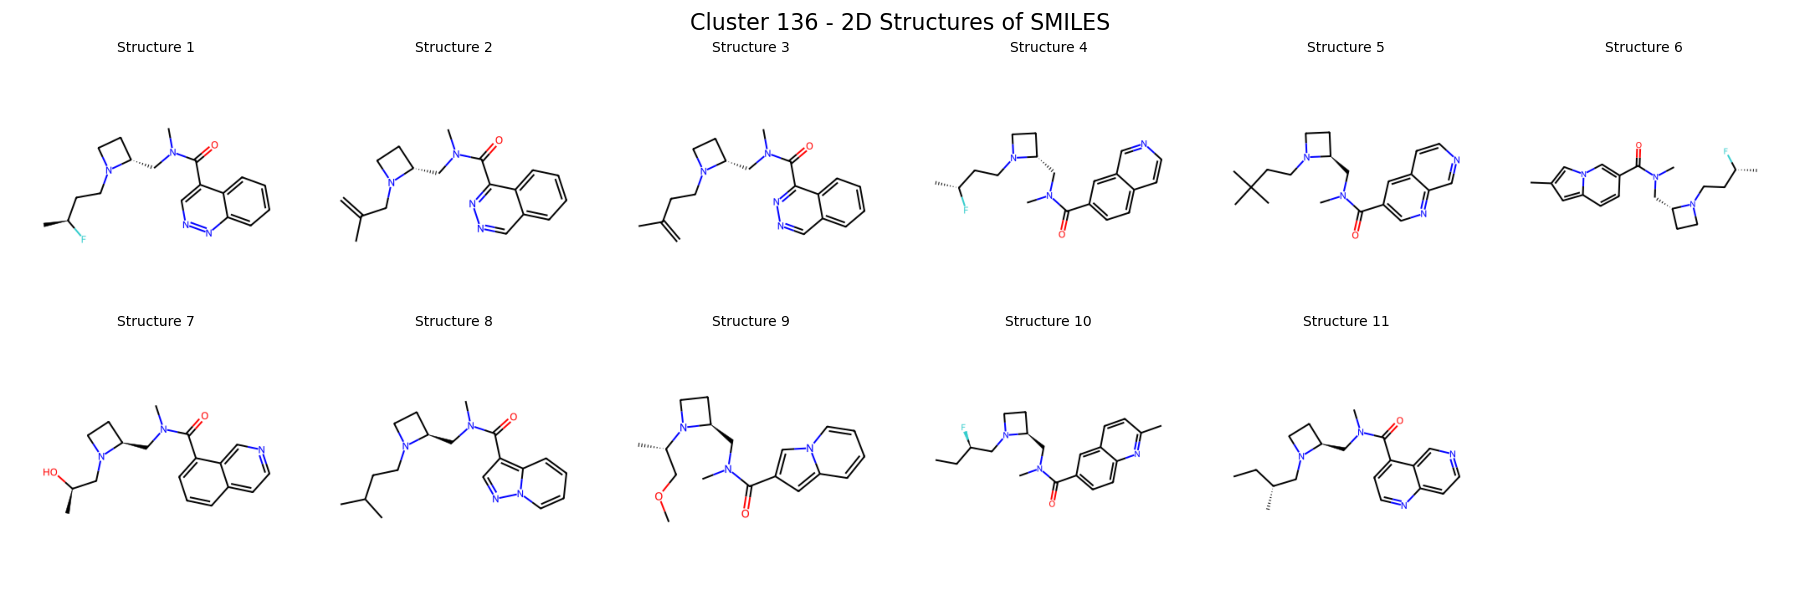 Cluster 136 - 2D Structures of SMILES
Structure 1
Structure 2
Structure 3
Structure 4
Structure 5
Structure 6
N
N
O
N
N
F
N
N
O
N
N
N
N
O
N
N
N
N
O
N
F
N
N
O
N
N
N
O
N
N
F
Structure 7
Structure 8
Structure 9
Structure 10
Structure 11
N
N
O
N
HO
N
N
O
N
N
N
N
O
N
O
N
N
O
N
F
N
N
O
N
N